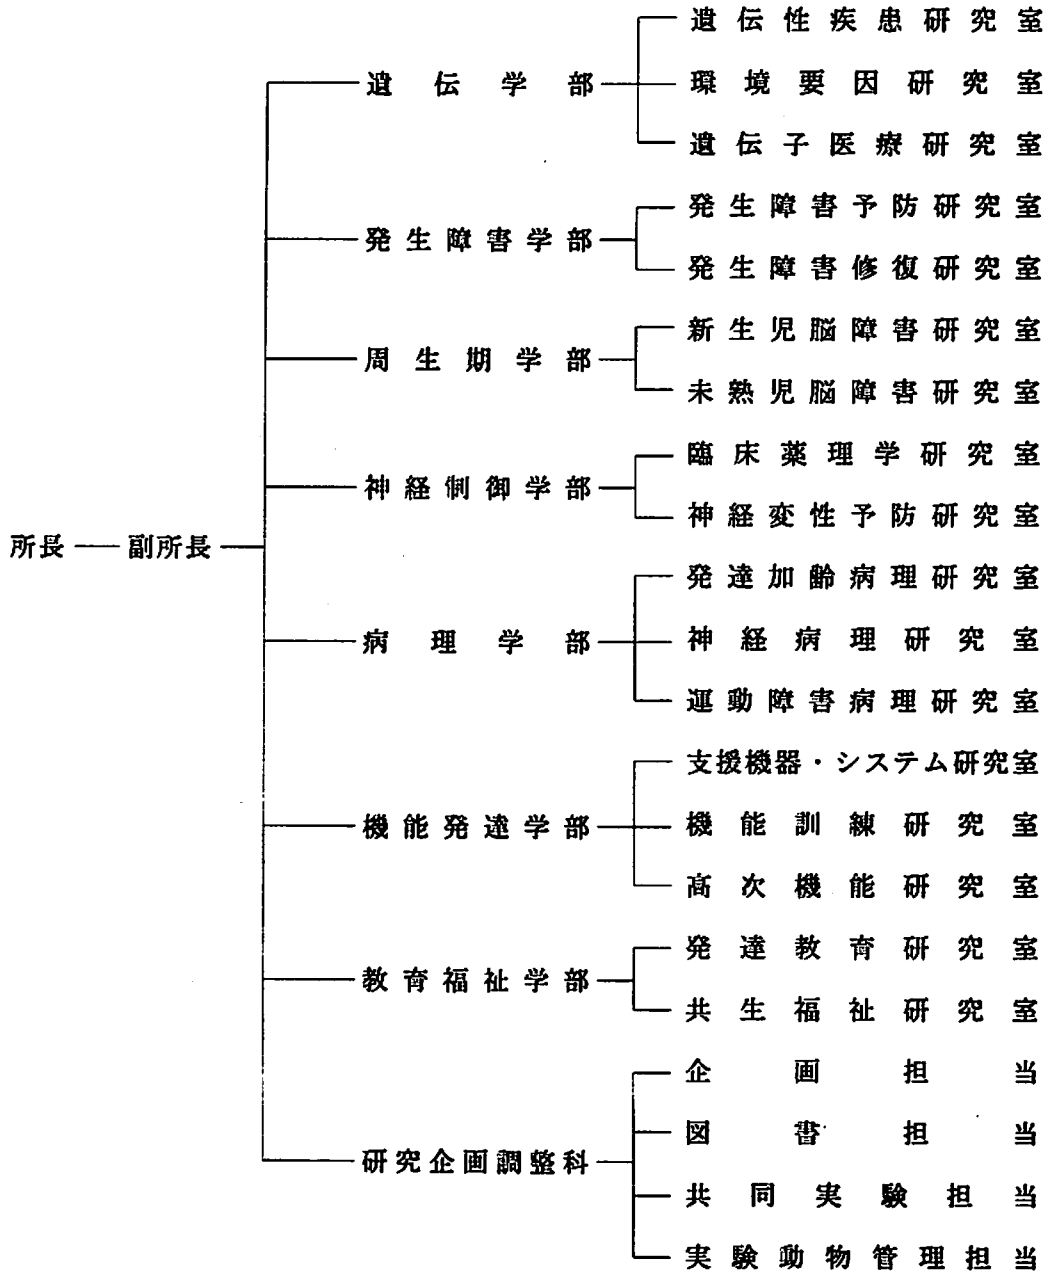 所長
副所長
遺伝学部
遺伝性疾患研究室
環境要因研究室
遺伝子医療研究室
発生障害学部
発生障害予防研究室
発生障害修復研究室
周生期学部
新生児脳障害研究室
未熟児脳障害研究室
神経制御学部
臨床薬理学研究室
神経変性予防研究室
病理学部
発達加齢病理研究室
神経病理研究室
運動障害病理研究室
機能発達学部
支援機器・システム研究室
機能訓練研究室
高次機能研究室
教育福祉学部
発達教育研究室
共生福祉研究室
研究企画調整科
企画担当
図書担当
共同実験担当
実験動物管理担当